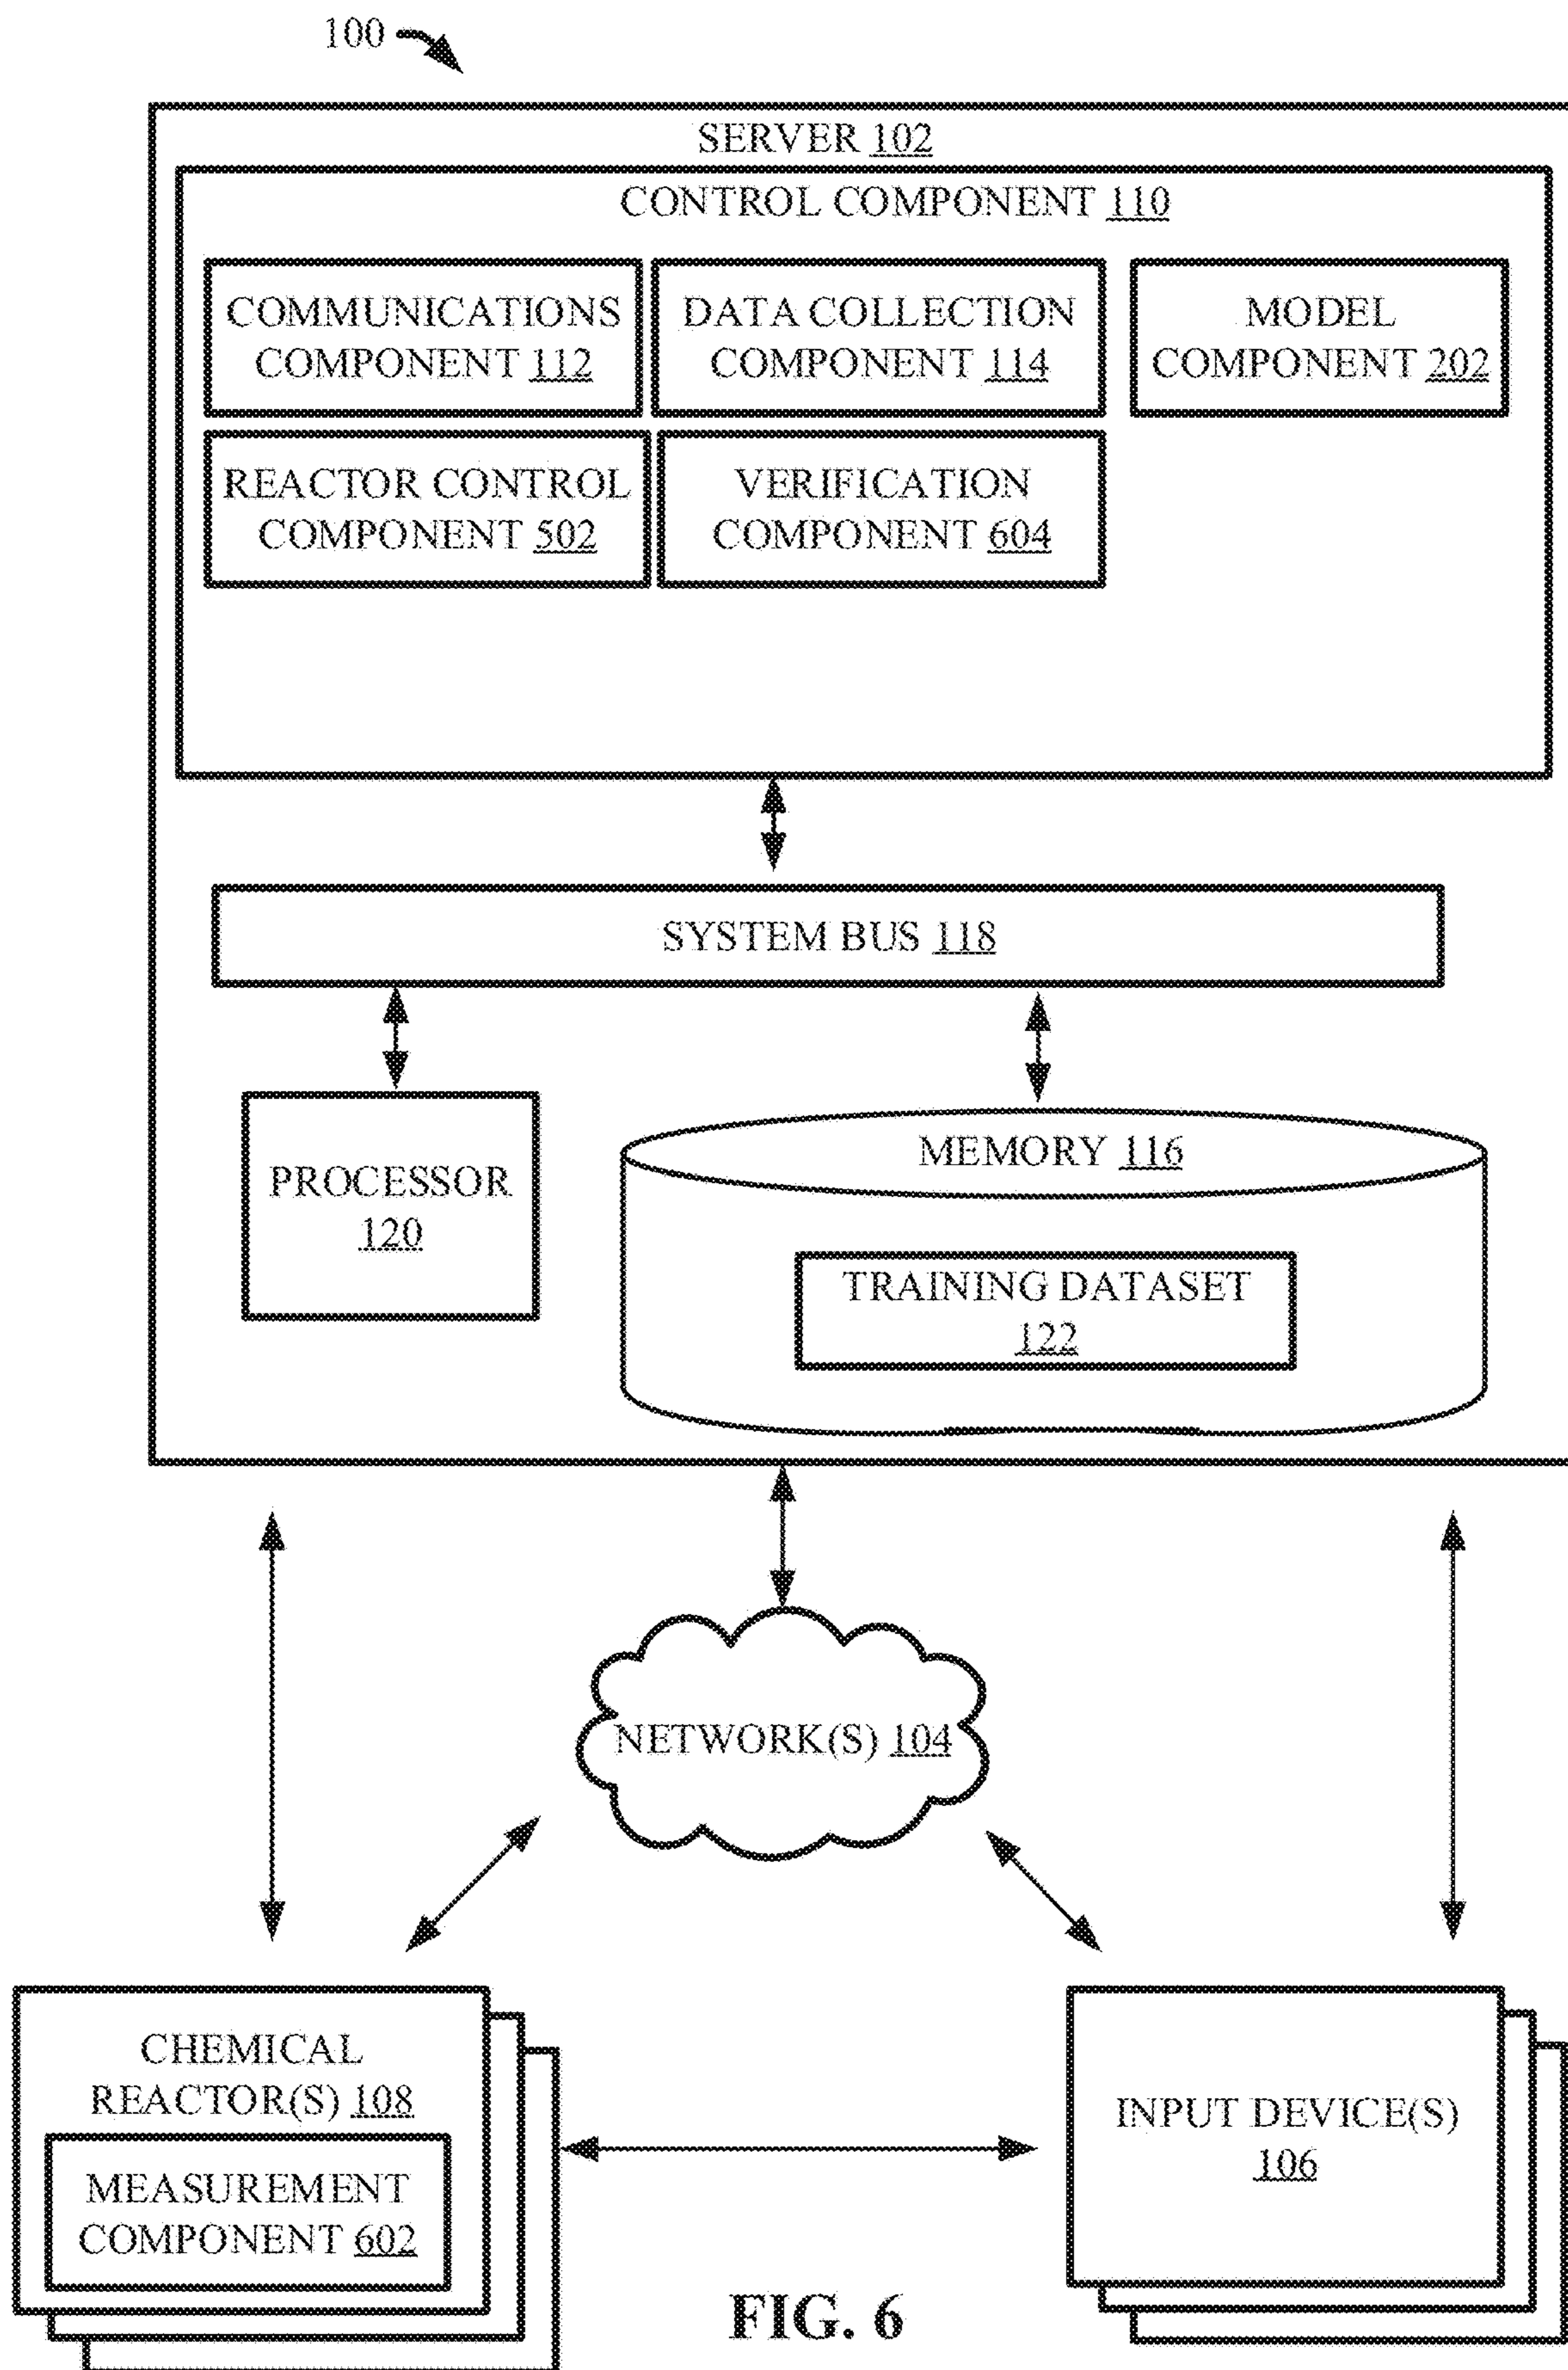 100
SERVER 102
CONTROL COMPONENT 110
COMMUNICATIONS
COMPONENT 112
DATA COLLECTION
COMPONENT 114
MODEL
COMPONENT 202
REACTOR CONTROL
COMPONENT 502
VERIFICATION
COMPONENT 604
SYSTEM BUS 118
PROCESSOR
120
MEMORY 116
TRAINING DATASET
122
NETWORK(S) 104
CHEMICAL
REACTOR(S) 108
MEASUREMENT
COMPONENT 602
INPUT DEVICE(S)
106
FIG. 6